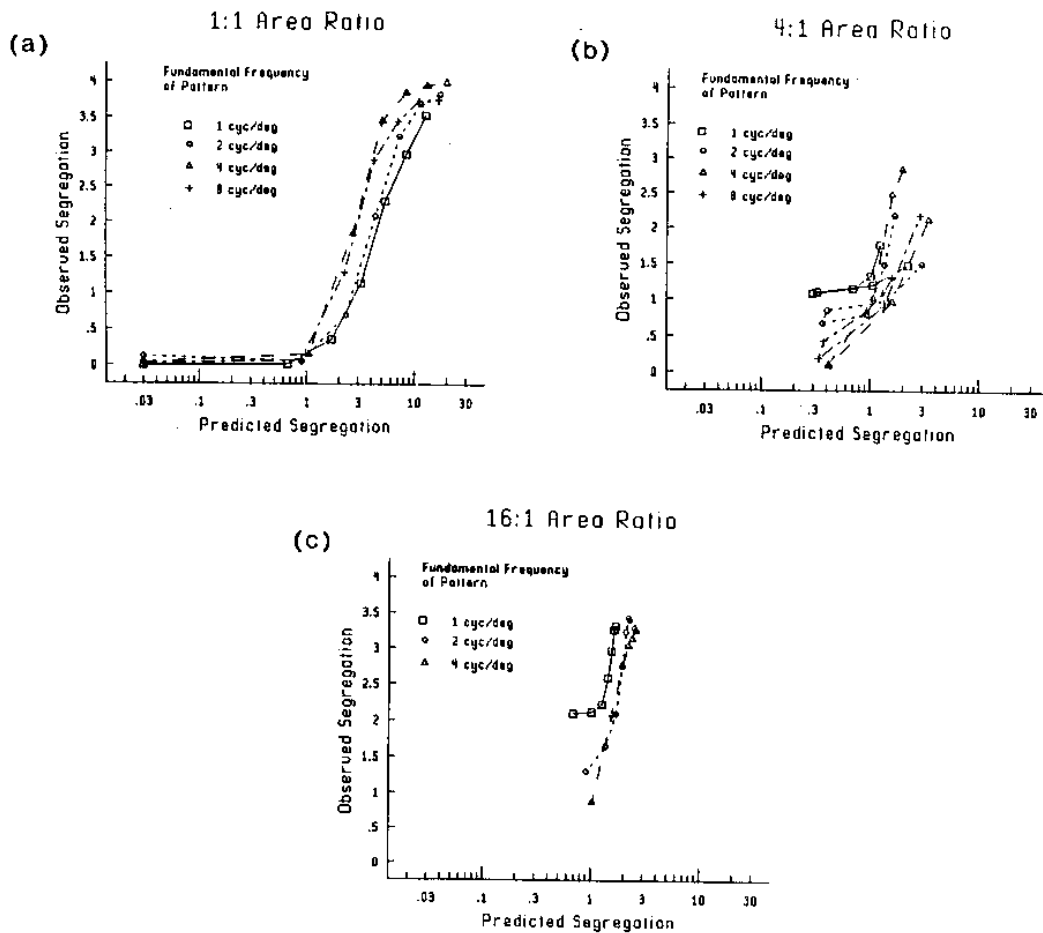 1:1 Area Ratio
(a)
Fundamental Frequency
of Pattern
1 cyc/deg
2 cyc/deg
4 cyc/deg
8 cyc/deg
Observed Segregation
4
3.5
3
2.5
2
1.5
1
.5
0
.03
.1
.3
1
3
10
30
Predicted Segregation
4:1 Area Ratio
(b)
Fundamental Frequency
of Pattern
1 cyc/deg
2 cyc/deg
4 cyc/deg
8 cyc/deg
Observed Segregation
4
3.5
3
2.5
2
1.5
1
.5
0
.03
.1
0.3
1
3
10
30
Predicted Segregation
16:1 Area Ratio
(c)
Fundamental Frequency
of Pattern
1 cyc/deg
2 cyc/deg
4 cyc/deg
Observed Segregation
4
3.5
3
2.5
2
1.5
1
.5
0
.03
.1
.3
1
3
10
30
Predicted Segregation